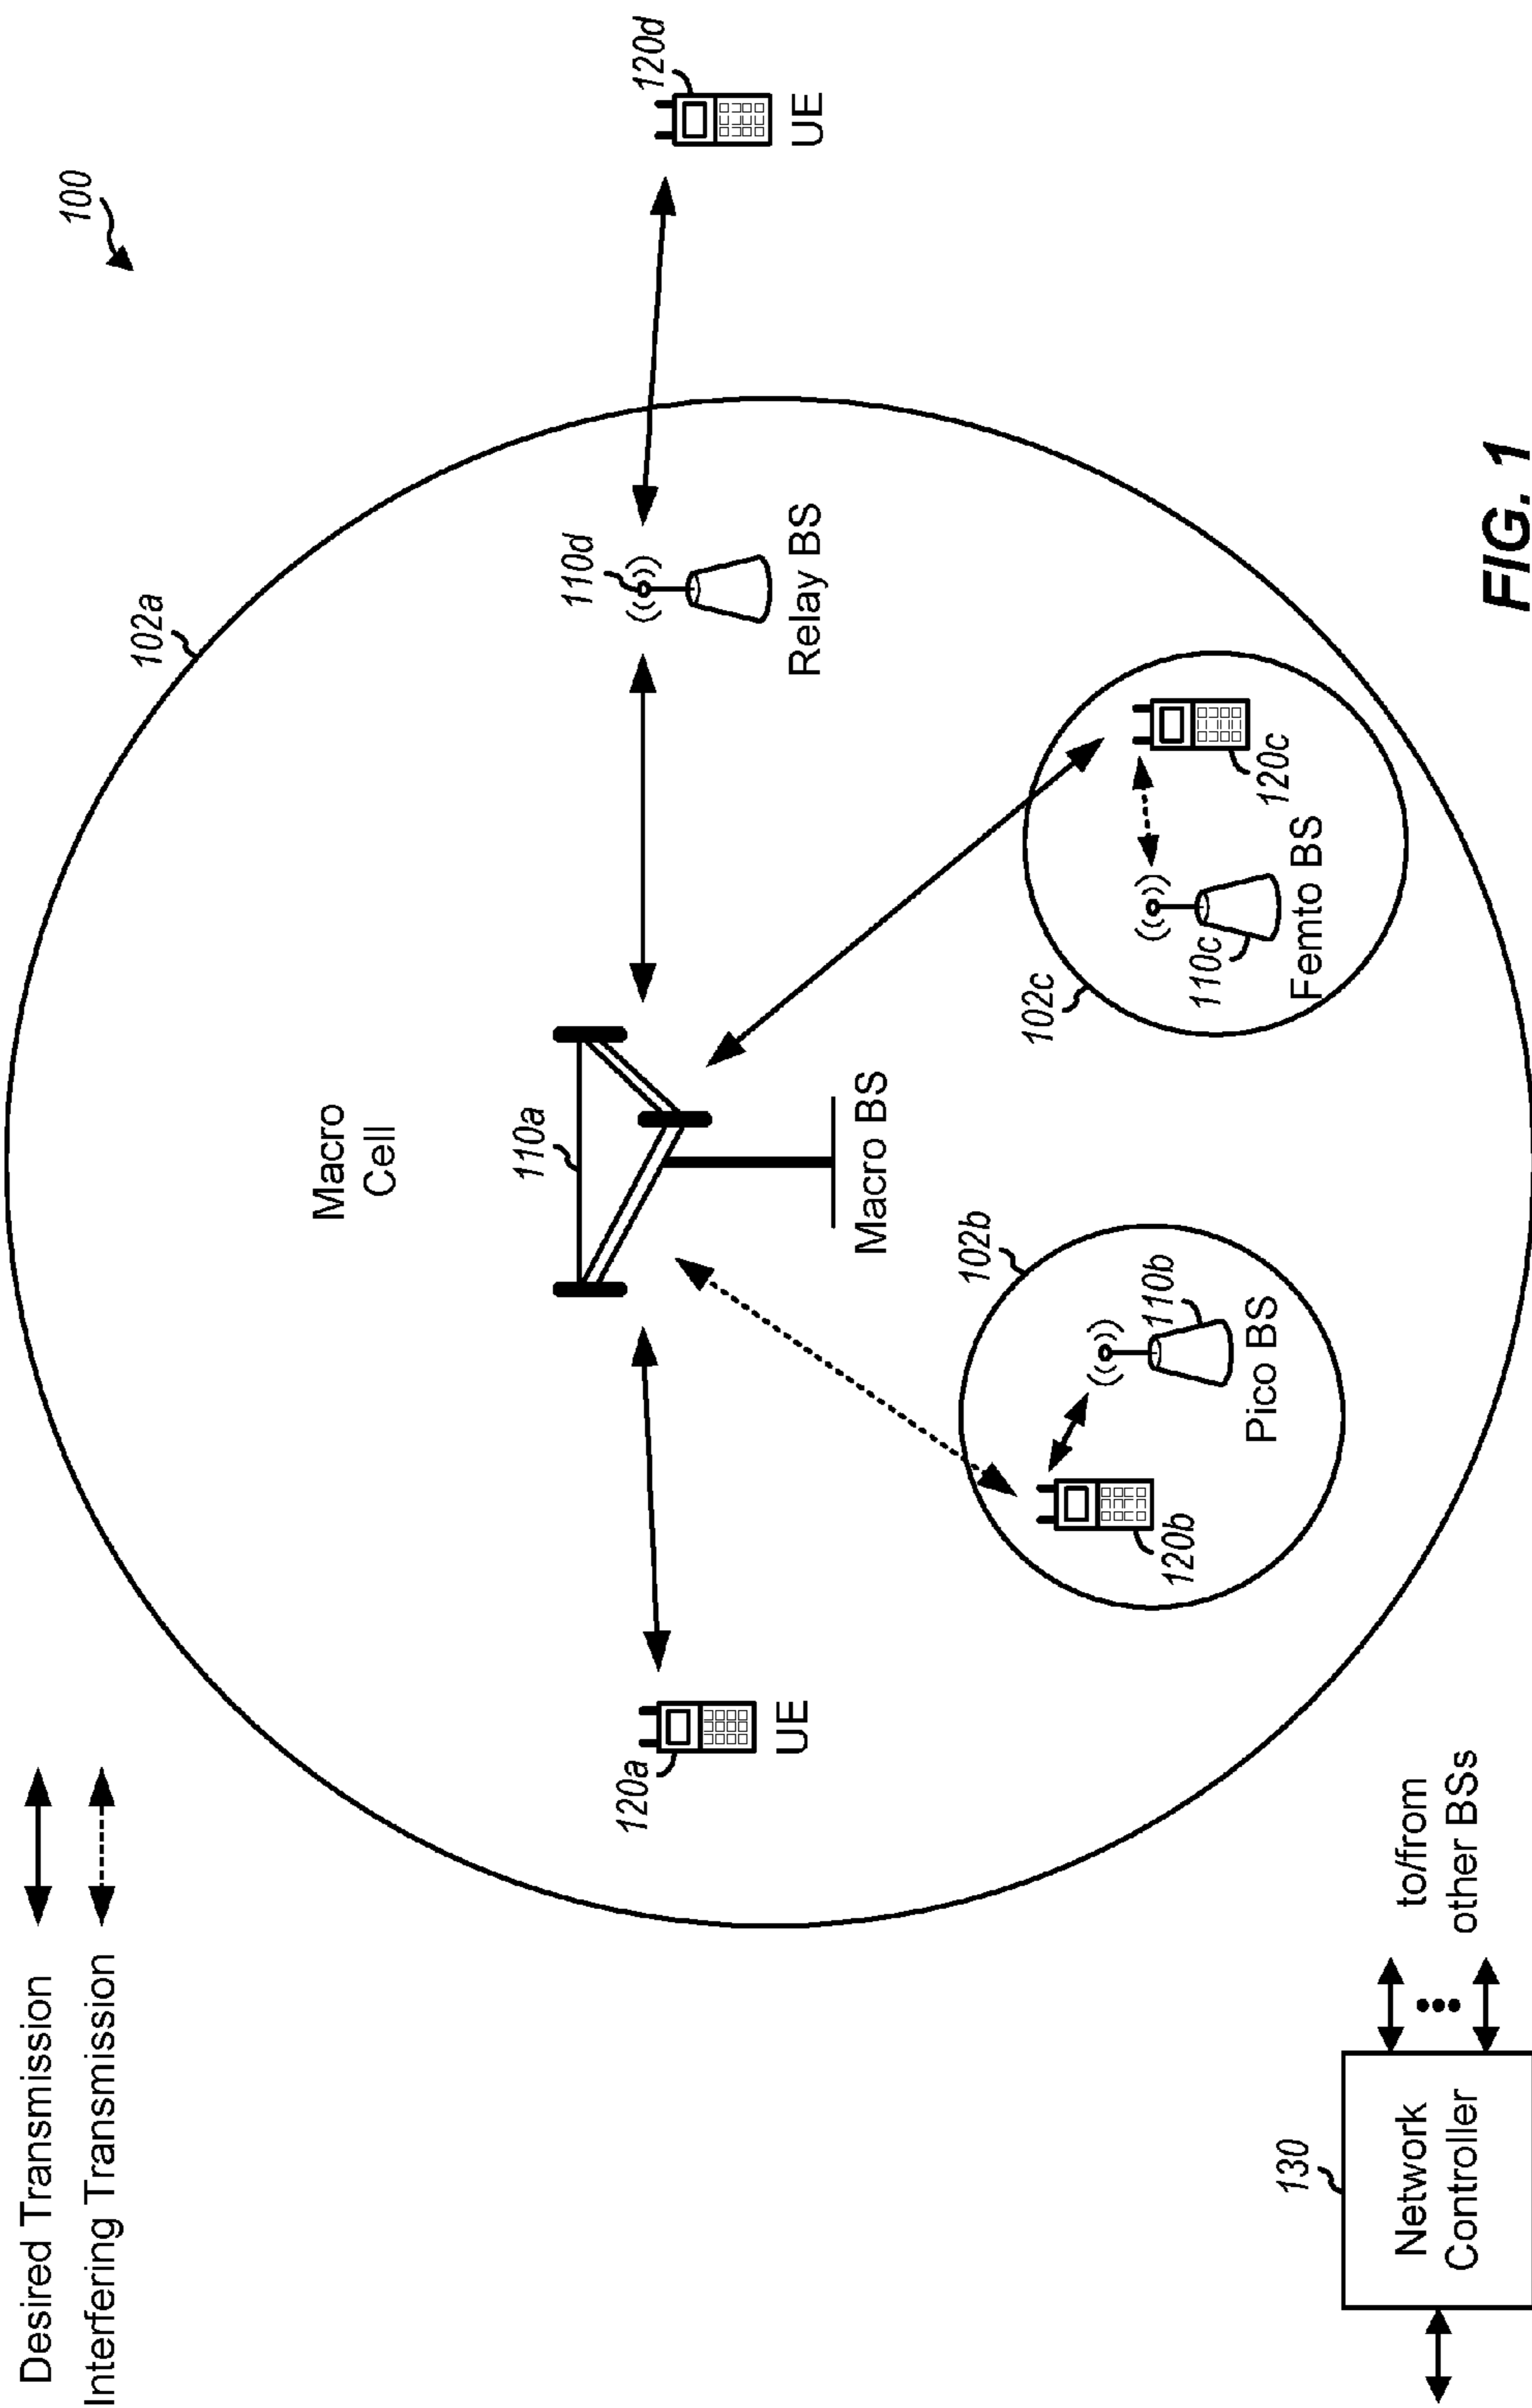 Desired Transmission
Interfering Transmission
100
102a
Macro
Cell
110a
Macro BS
120a
UE
110d
Relay BS
120d
UE
102b
120b
110b
Pico BS
102c
110c
Femto BS
120c
130
Network
Controller
to/from
other BSs
FIG. 1